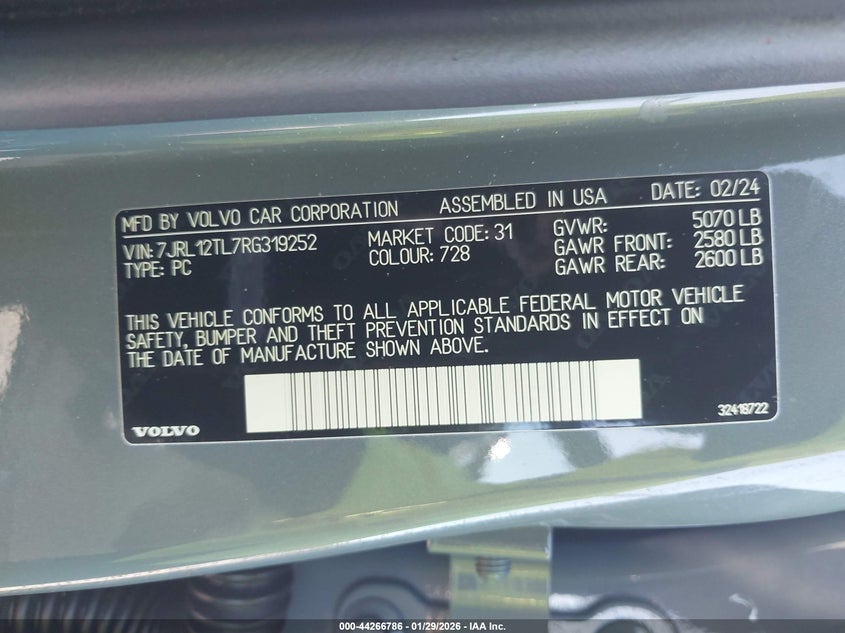 MFD BY VOLVO CAR CORPORATION ASSEMBLED IN USA DATE: 02/24
VIN: 7JRL12TL7RG319252 MARKET CODE: 31 GVWR: 5070 LB
TYPE: PC COLOUR: 728 GAWR FRONT: 2580 LB
GAWR REAR: 2600 LB
THIS VEHICLE CONFORMS TO ALL APPLICABLE FEDERAL MOTOR VEHICLE
SAFETY, BUMPER AND THEFT PREVENTION STANDARDS IN EFFECT ON
THE DATE OF MANUFACTURE SHOWN ABOVE.
VOLVO 32418722
000-44266786 - 01/29/2026 - IAA Inc.